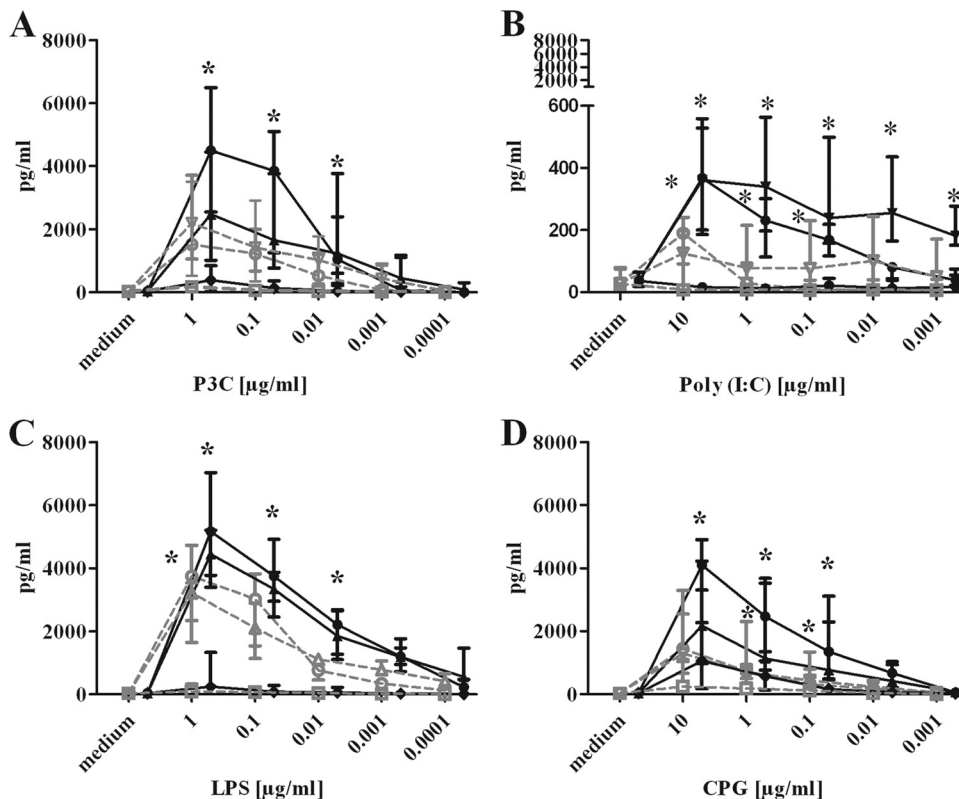 A
8000
6000
4000
2000
0
pg/ml
* * *
medium 1 0.1 0.01 0.001 0.0001
P3C [µg/ml]
B
8000
6000
4000
2000
600
400
200
0
pg/ml
* * * * * * * *
medium 10 1 0.1 0.01 0.001
Poly (I:C) [µg/ml]
C
8000
6000
4000
2000
0
pg/ml
* * * *
medium 1 0.1 0.01 0.001 0.0001
LPS [µg/ml]
D
8000
6000
4000
2000
0
pg/ml
* * * * *
medium 10 1 0.1 0.01 0.001
CPG [µg/ml]